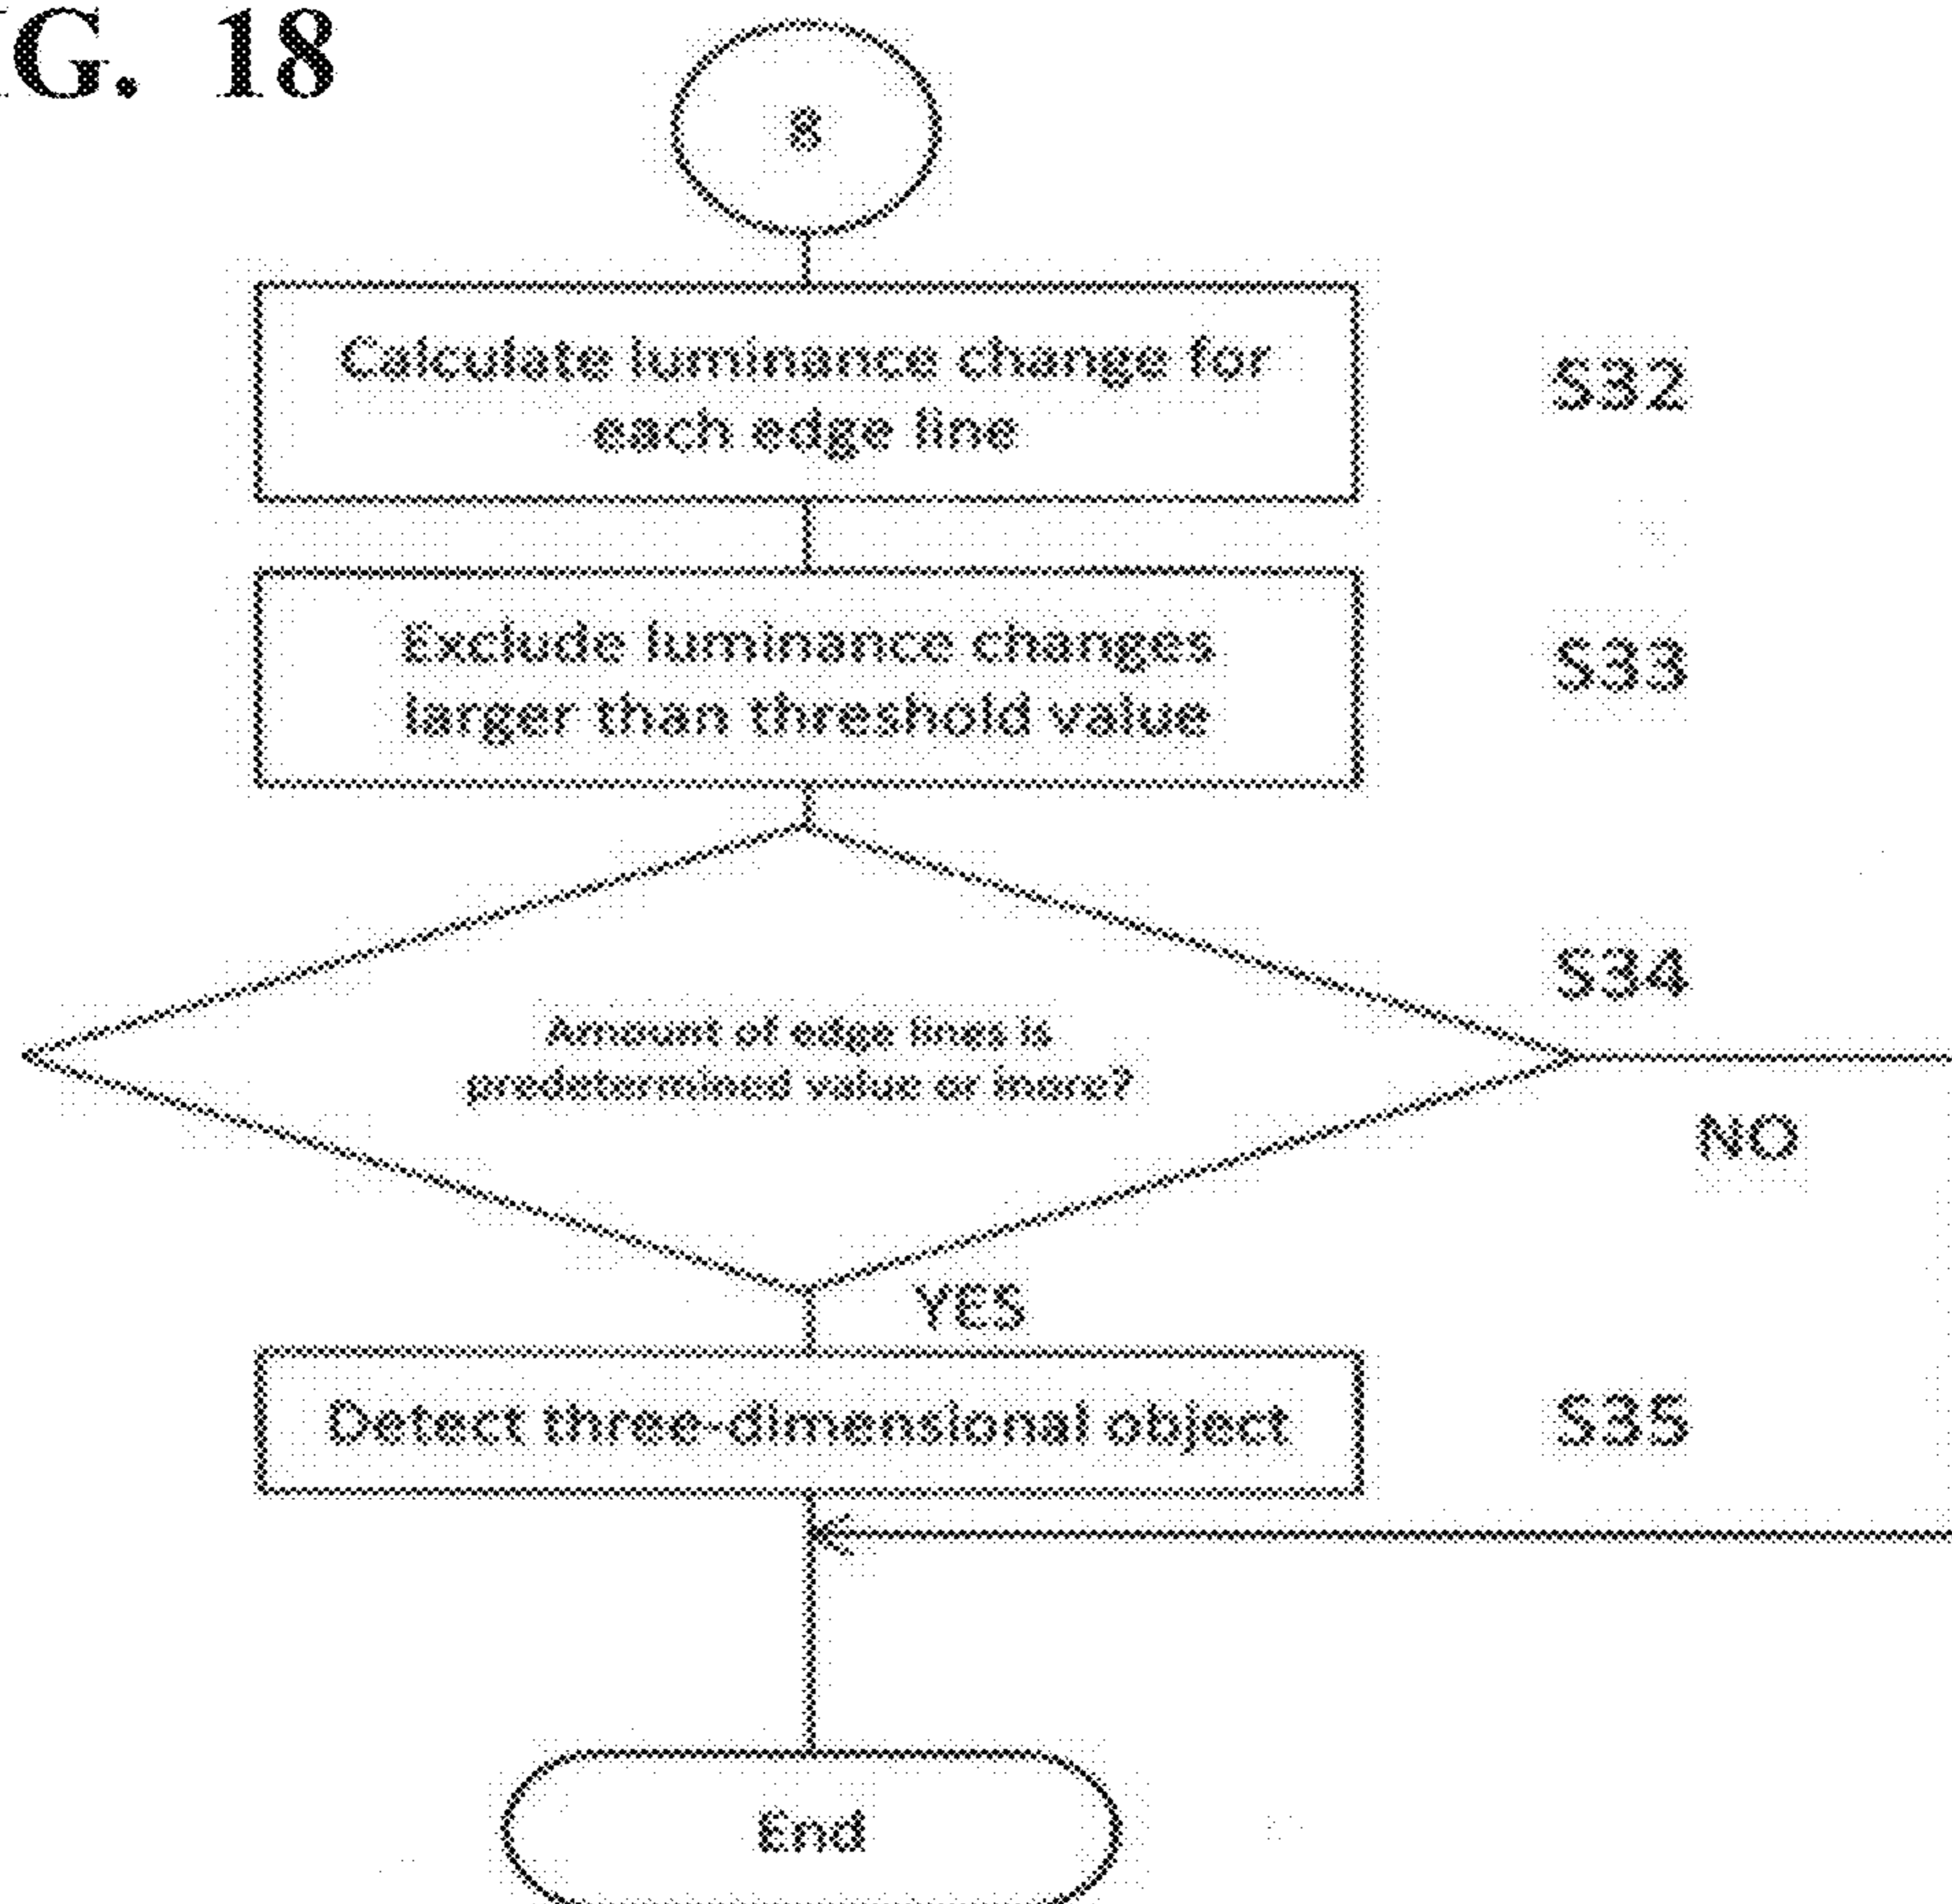 IG. 18
8
Calculate luminance change for
each edge line
S32
Exclude luminance changes
larger than threshold value
S33
S34
Amount of edge lines is
predetermined value or more?
NO
YES
Detect three-dimensional object
S35
End